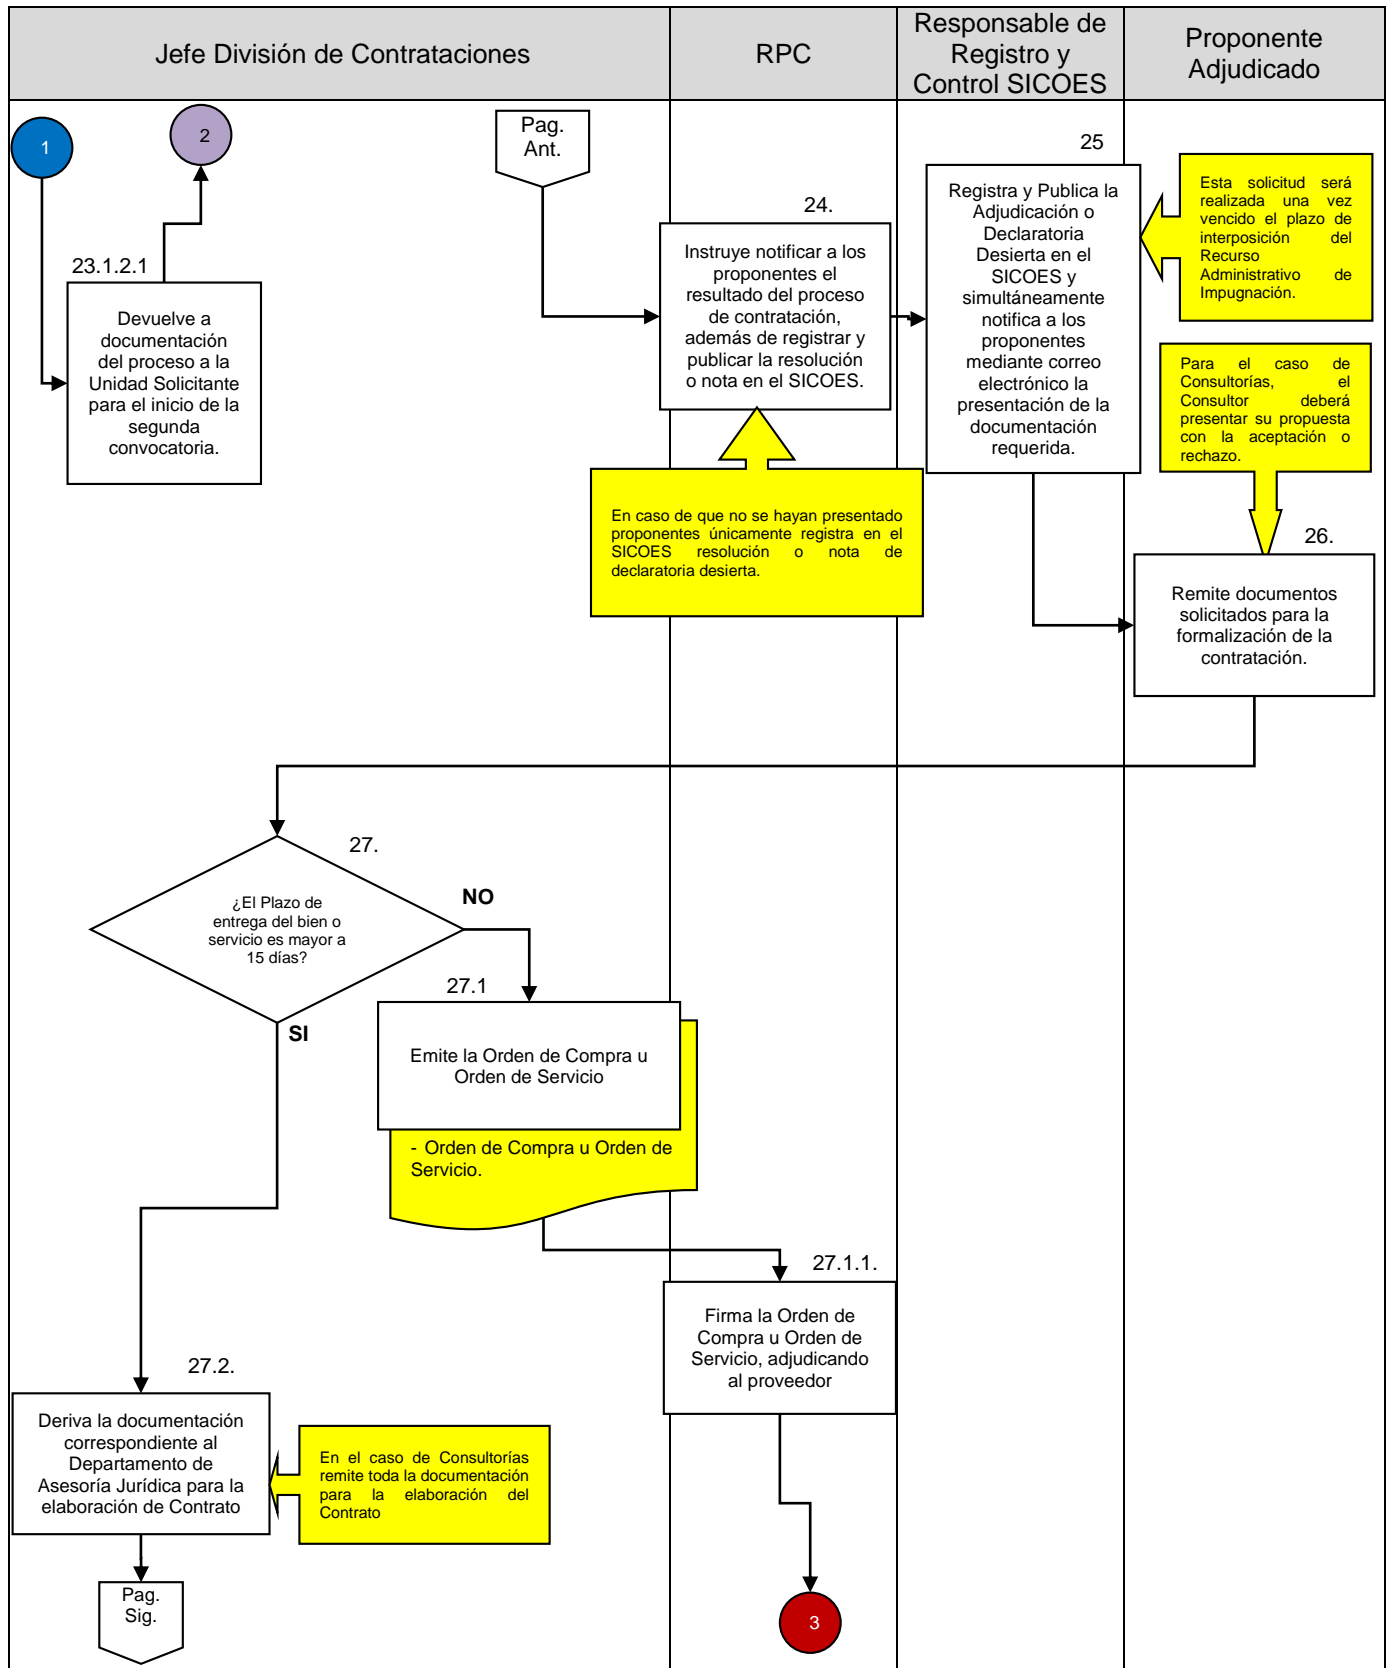 Jefe División de Contrataciones
RPC
Responsable de
Registro y
Control SICOES
Proponente
Adjudicado
1
2
Pag.
Ant.
23.1.2.1
Devuelve a
documentación
del proceso a la
Unidad Solicitante
para el inicio de la
segunda
convocatoria.
24.
Instruye notificar a los
proponentes el
resultado del proceso
de contratación,
además de registrar y
publicar la resolución
o nota en el SICOES.
En caso de que no se hayan presentado
proponentes únicamente registra en el
SICOES resolución o nota de
declaratoria desierta.
25
Registra y Publica la
Adjudicación o
Declaratoria
Desierta en el
SICOES y
simultáneamente
notifica a los
proponentes
mediante correo
electrónico la
presentación de la
documentación
requerida.
Esta solicitud será
realizada una vez
vencido el plazo de
interposición del
Recurso
Administrativo de
Impugnación.
Para el caso de
Consultorías, el
Consultor deberá
presentar su propuesta
con la aceptación o
rechazo.
26.
Remite documentos
solicitados para la
formalización de la
contratación.
27.
¿El Plazo de
entrega del bien o
servicio es mayor a
15 días?
NO
SI
27.1
Emite la Orden de Compra u
Orden de Servicio
- Orden de Compra u Orden de
Servicio.
27.1.1.
Firma la Orden de
Compra u Orden de
Servicio, adjudicando
al proveedor
27.2.
Deriva la documentación
correspondiente al
Departamento de
Asesoría Jurídica para la
elaboración de Contrato
En el caso de Consultorías
remite toda la documentación
para la elaboración del
Contrato
Pag.
Sig.
3